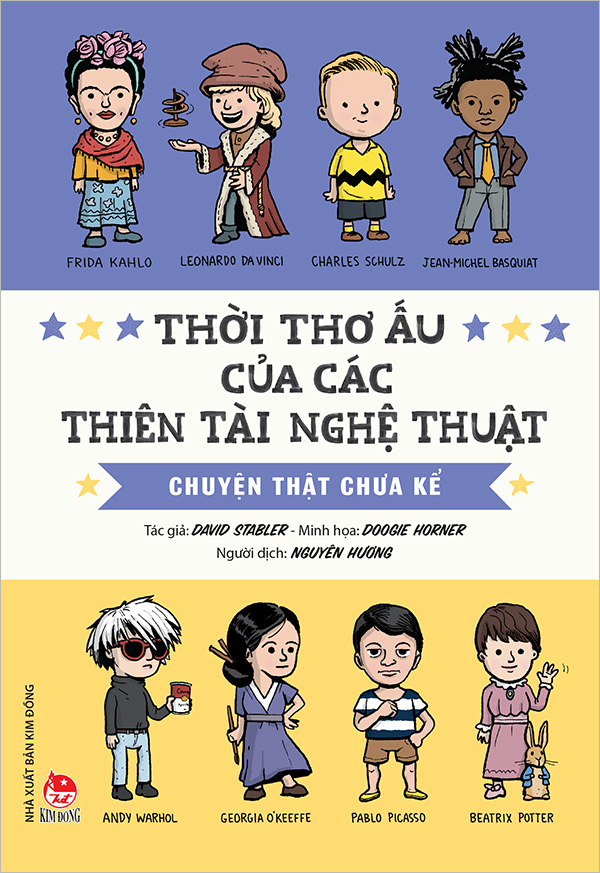 FRIDA KAHLO
LEONARDO DA VINCI
CHARLES SCHULZ
JEAN-MICHEL BASQUIAT
THỜI THƠ ẤU
CỦA CÁC
THIÊN TÀI NGHỆ THUẬT
CHUYỆN THẬT CHƯA KỂ
Tác giả: DAVID STABLER - Minh họa: DOOGIE HORNER
Người dịch: NGUYÊN HƯƠNG
NHÀ XUẤT BẢN KIM ĐỒNG
KIM ĐỒNG
ANDY WARHOL
GEORGIA O'KEEFFE
PABLO PICASSO
BEATRIX POTTER